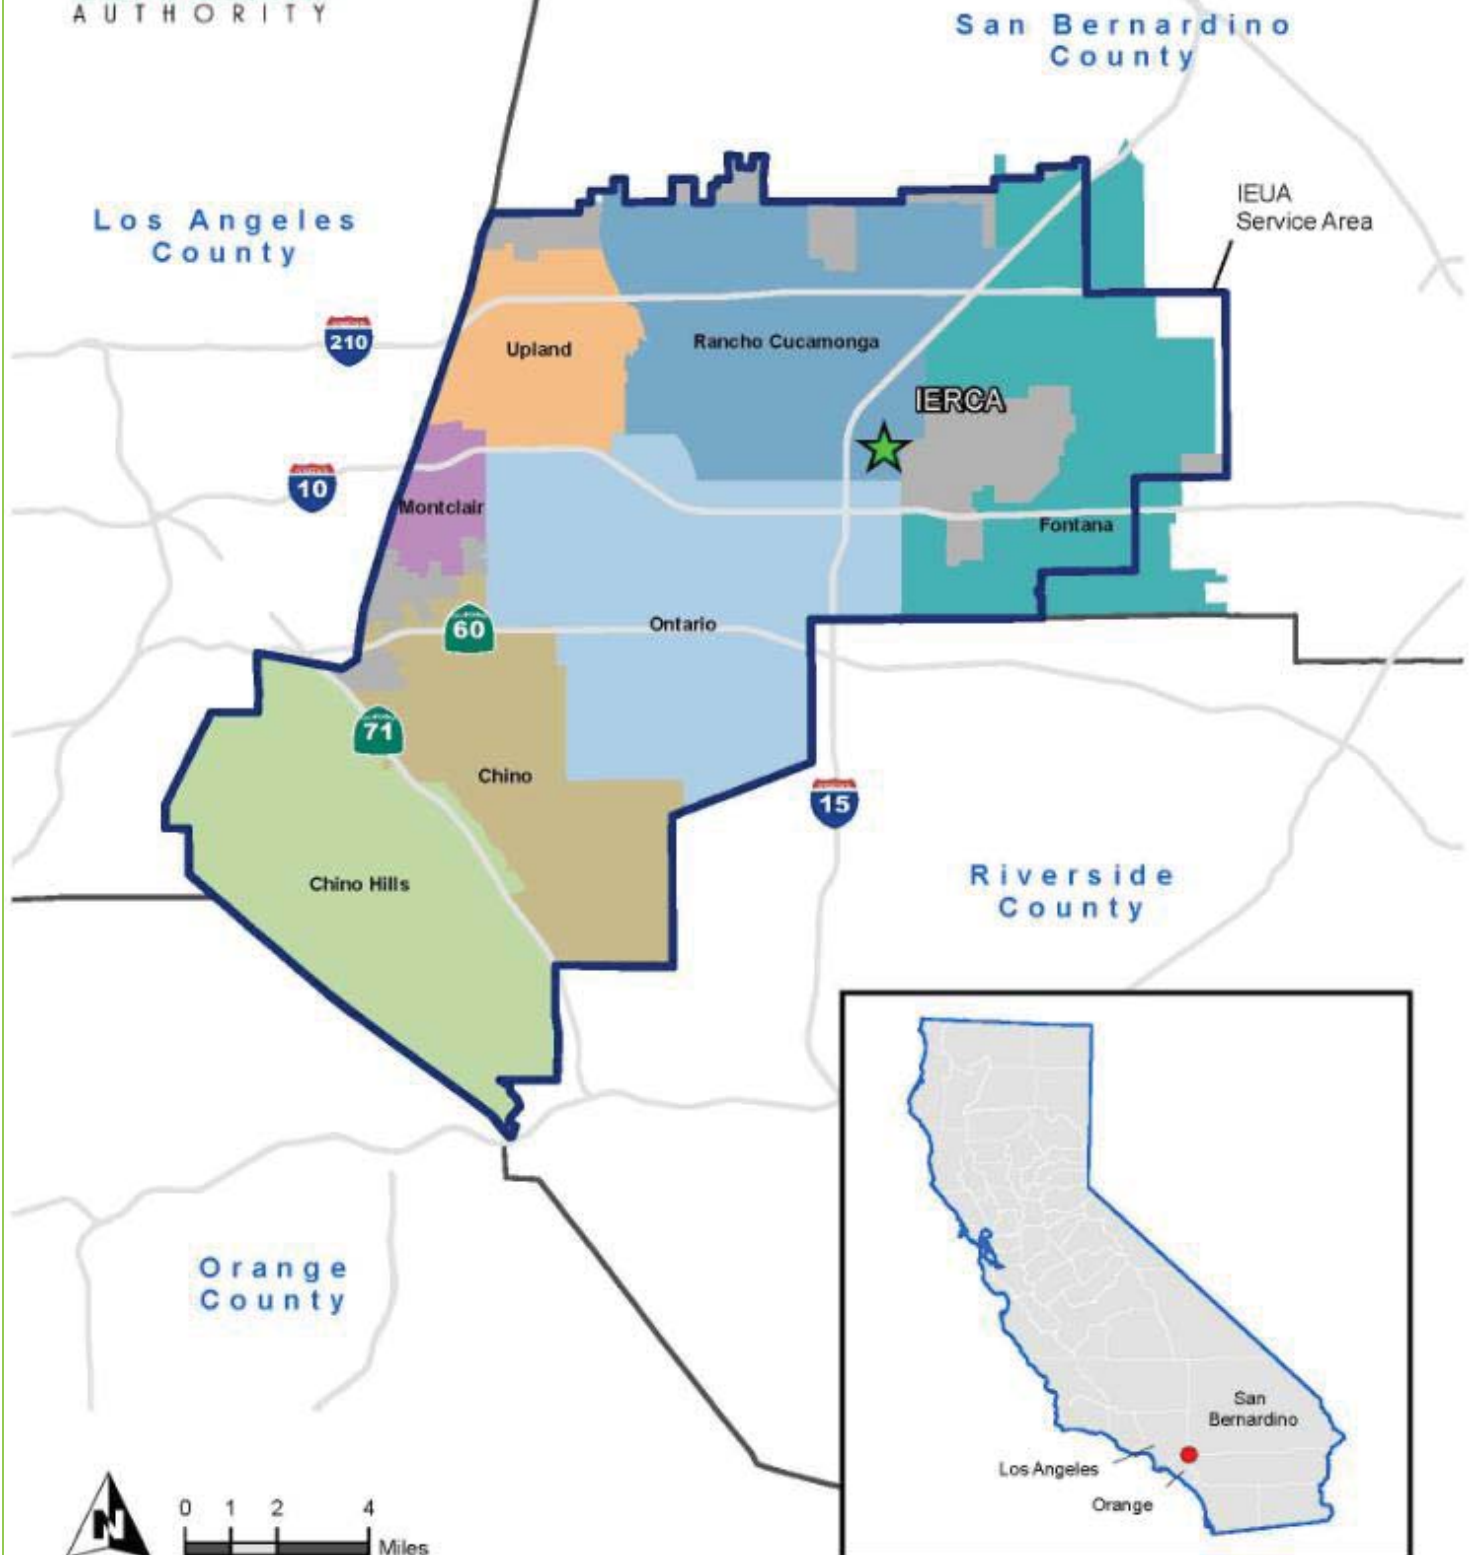 AUTHORITY
San Bernardino
County
Los Angeles
County
IEUA
Service Area
210
Upland
Rancho Cucamonga
IERCA
10
Montclair
Fontana
60
Ontario
71
Chino
15
Chino Hills
Riverside
County
Orange
County
San
Bernardino
Los Angeles
Orange
N
0 1 2 4
Miles